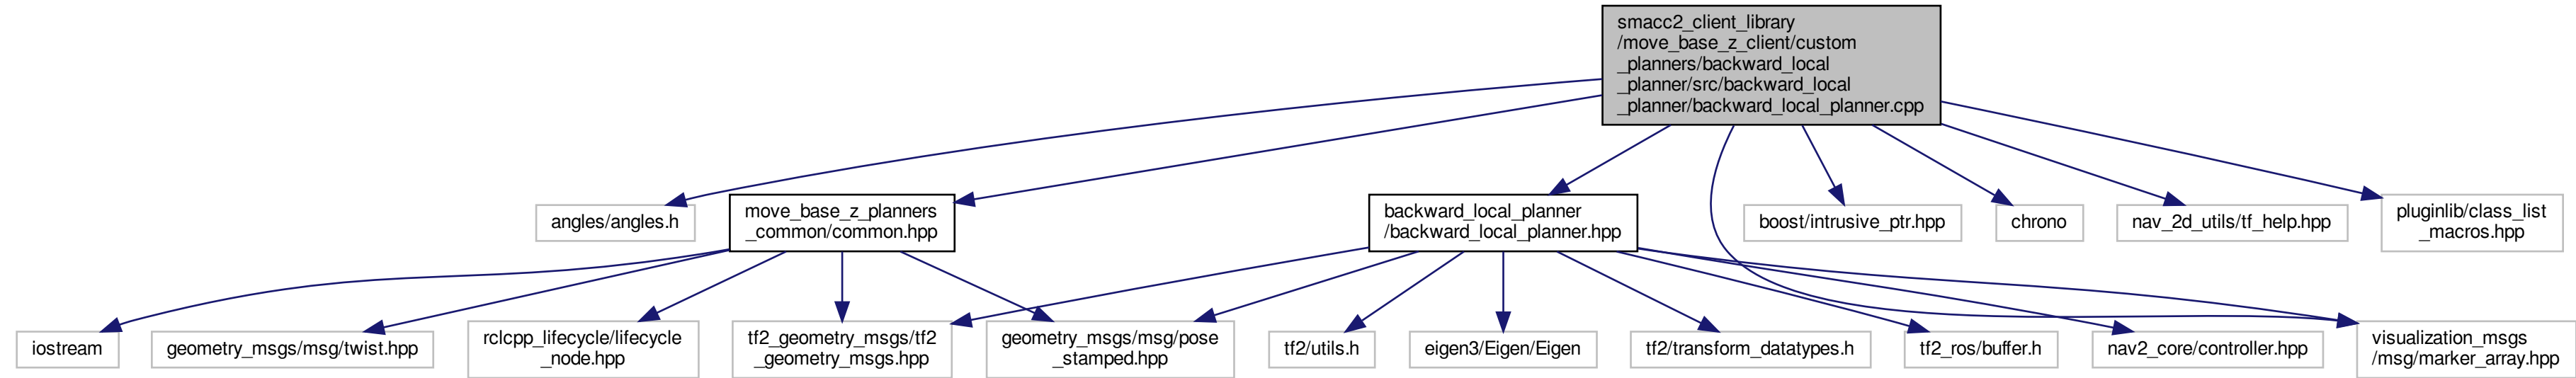 smacc2_client_library
/move_base_z_client/custom
_planners/backward_local
_planner/src/backward_local
_planner/backward_local_planner.cpp
angles/angles.h
move_base_z_planners
_common/common.hpp
backward_local_planner
/backward_local_planner.hpp
boost/intrusive_ptr.hpp
chrono
nav_2d_utils/tf_help.hpp
pluginlib/class_list
_macros.hpp
iostream
geometry_msgs/msg/twist.hpp
rclcpp_lifecycle/lifecycle
_node.hpp
tf2_geometry_msgs/tf2
_geometry_msgs.hpp
geometry_msgs/msg/pose
_stamped.hpp
tf2/utils.h
eigen3/Eigen/Eigen
tf2/transform_datatypes.h
tf2_ros/buffer.h
nav2_core/controller.hpp
visualization_msgs
/msg/marker_array.hpp